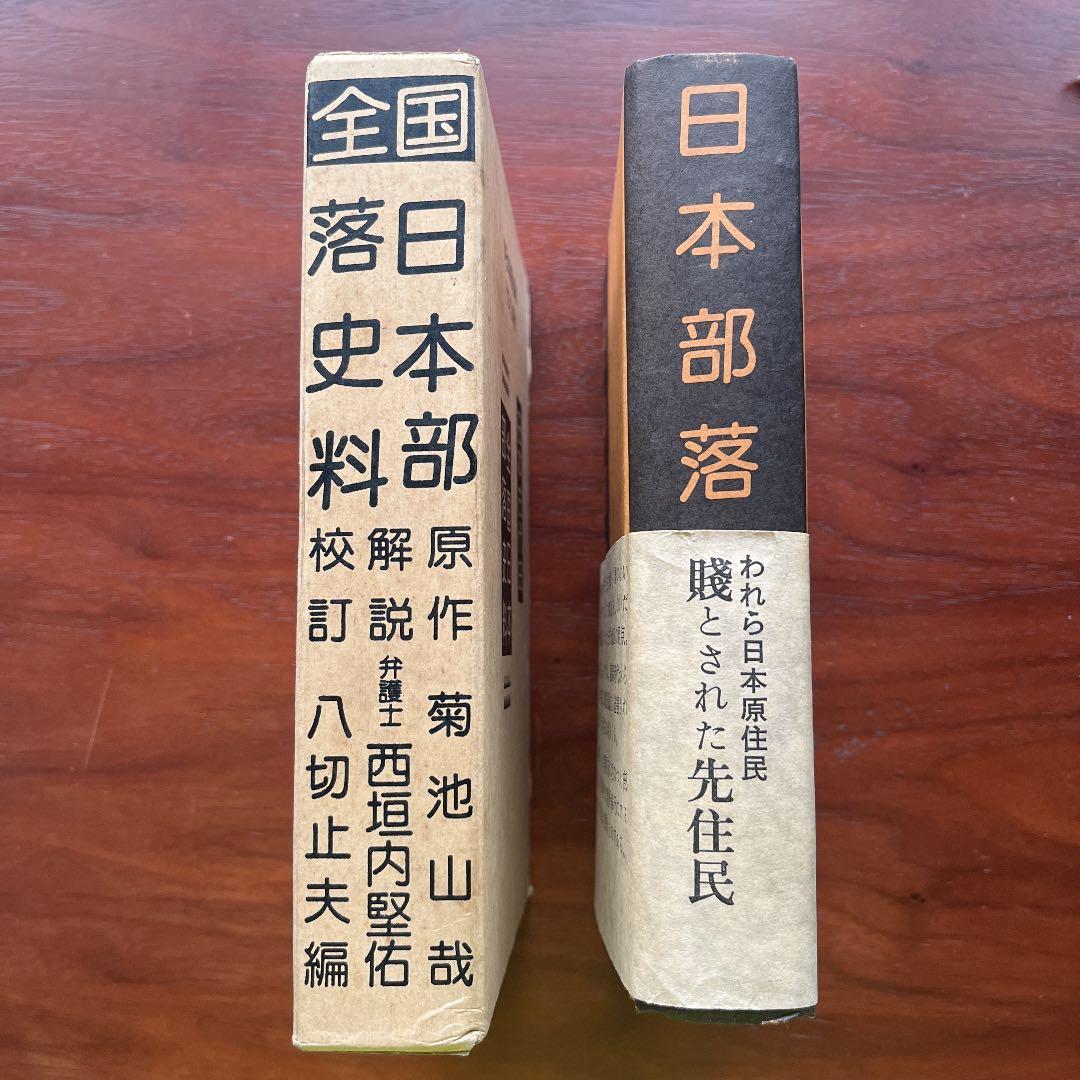 全国
日本部
落史料
原作 菊池山哉
解説 弁護士 西垣内堅佑
校訂 八切止夫編
日本部落
われら日本原住民
賤とされた先住民